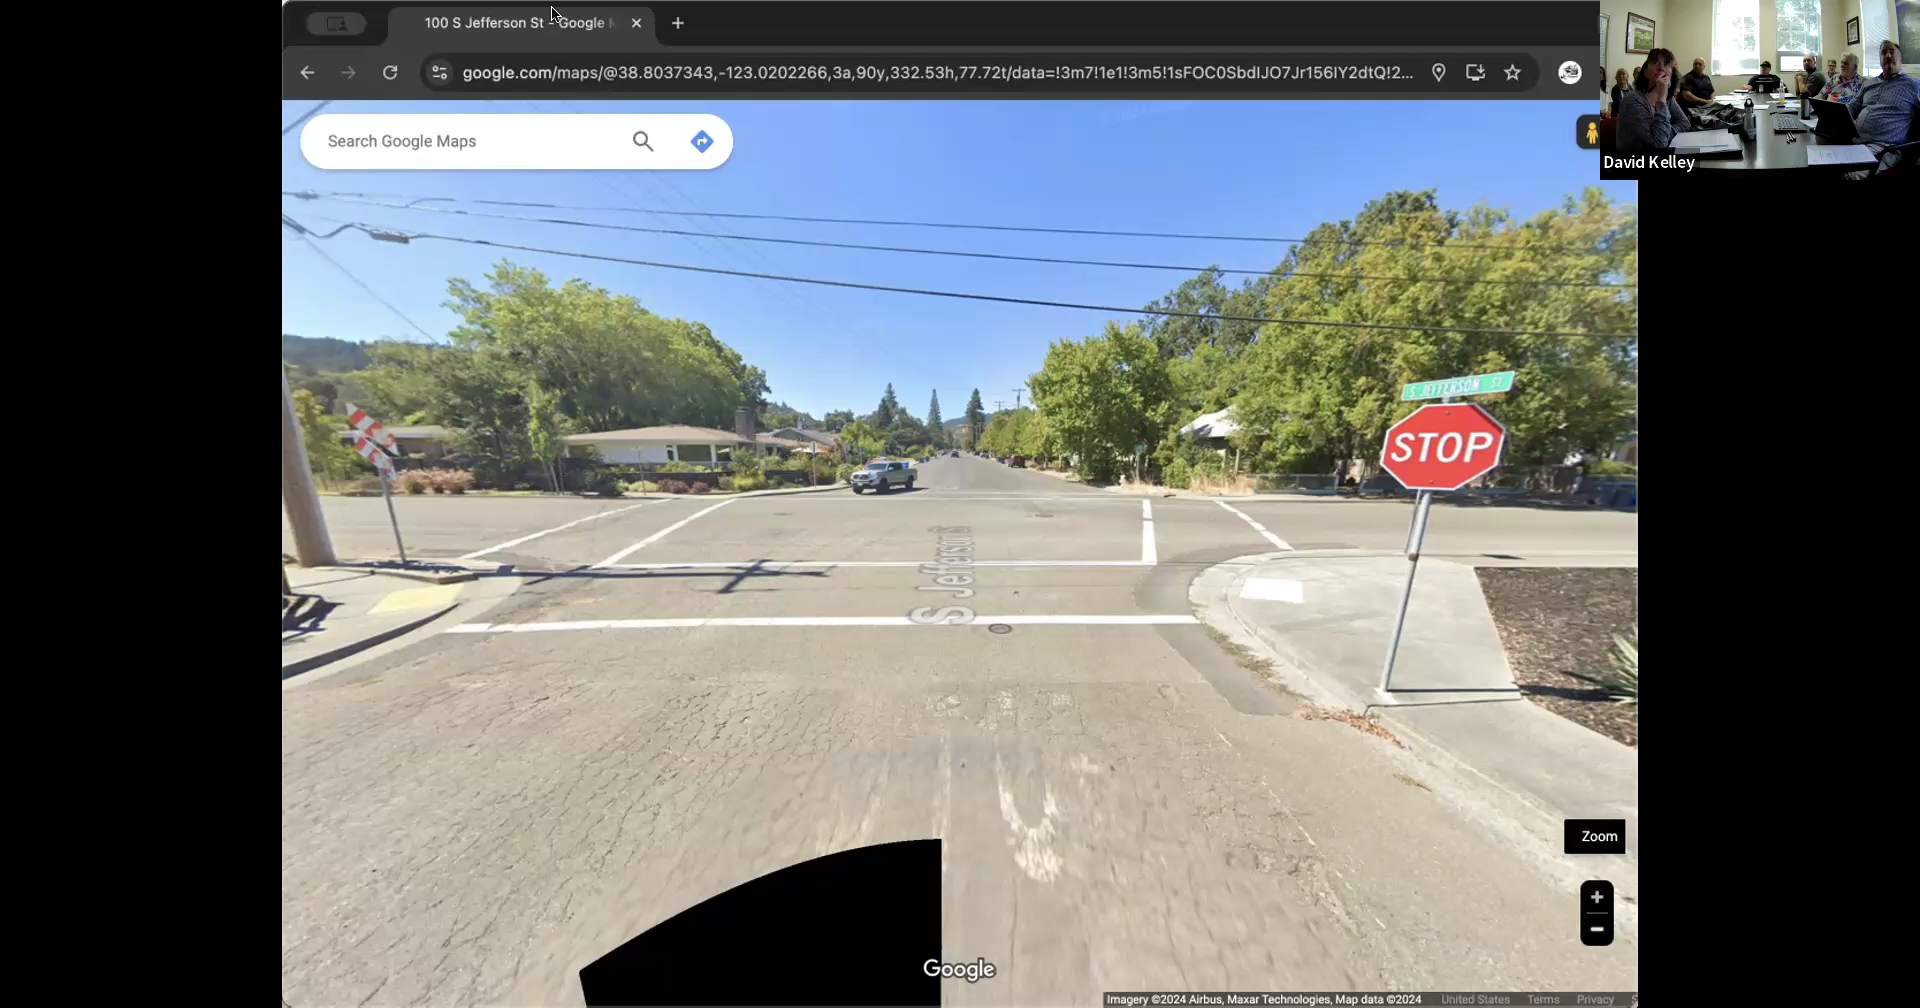 100 S Jefferson St - Google
google.com/maps/@38.8037343,-123.0202266,3a,90y,332.53h,77.72t/data=!3m7!1e1!3m5!1sFOC0SbdIJO7Jr156IY2dtQ!2...
Search Google Maps
David Kelley
S JEFFERSON ST
STOP
S Jefferson St
Zoom
Google
Imagery ©2024 Airbus, Maxar Technologies, Map data ©2024 United States Terms Privacy